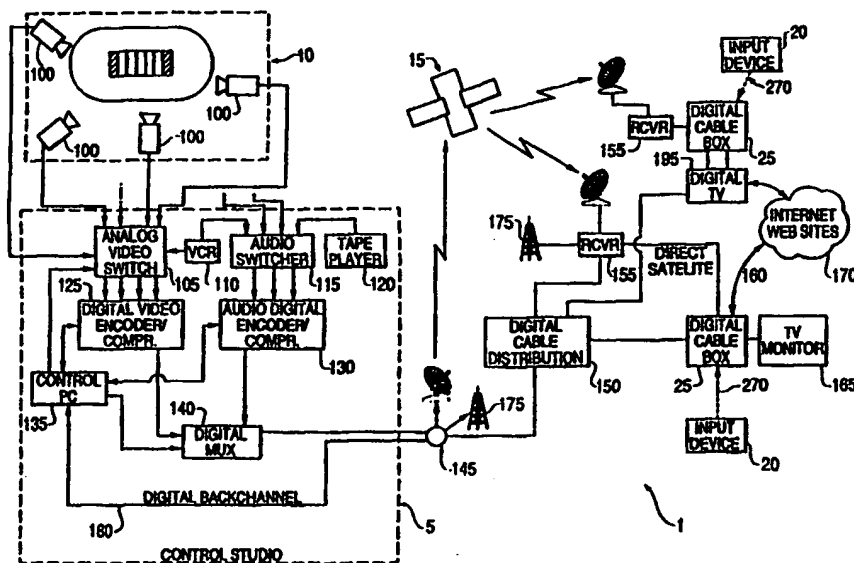 100
10
15
INPUT
DEVICE
20
270
100
RCVR
155
DIGITAL
CABLE
BOX
25
100
100
195
DIGITAL
TV
175
INTERNET
WEB SITES
170
ANALOG
VIDEO
SWITCH
105
VCR
110
AUDIO
SWITCHER
115
TAPE
PLAYER
120
RCVR
155
DIRECT
SATELITE
160
125
DIGITAL VIDEO
ENCODER/
COMPR.
AUDIO DIGITAL
ENCODER/
COMPR.
130
DIGITAL
CABLE
DISTRIBUTION
150
DIGITAL
CABLE
BOX
25
TV
MONITOR
165
CONTROL
PC
135
140
DIGITAL
MUX
175
145
270
INPUT
DEVICE
20
DIGITAL BACKCHANNEL
180
5
1
CONTROL STUDIO